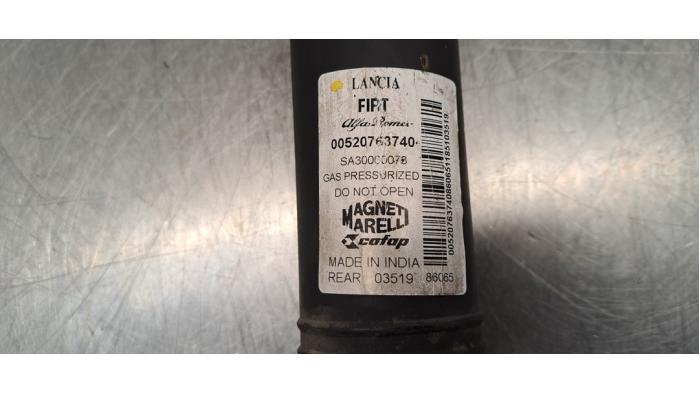 LANCIA
FIAT
Alfa Romeo
00520763740
SA3000007B
GAS PRESSURIZED
DO NOT OPEN
MAGNETI
MARELLI
cofap
MADE IN INDIA
REAR 03519 86065